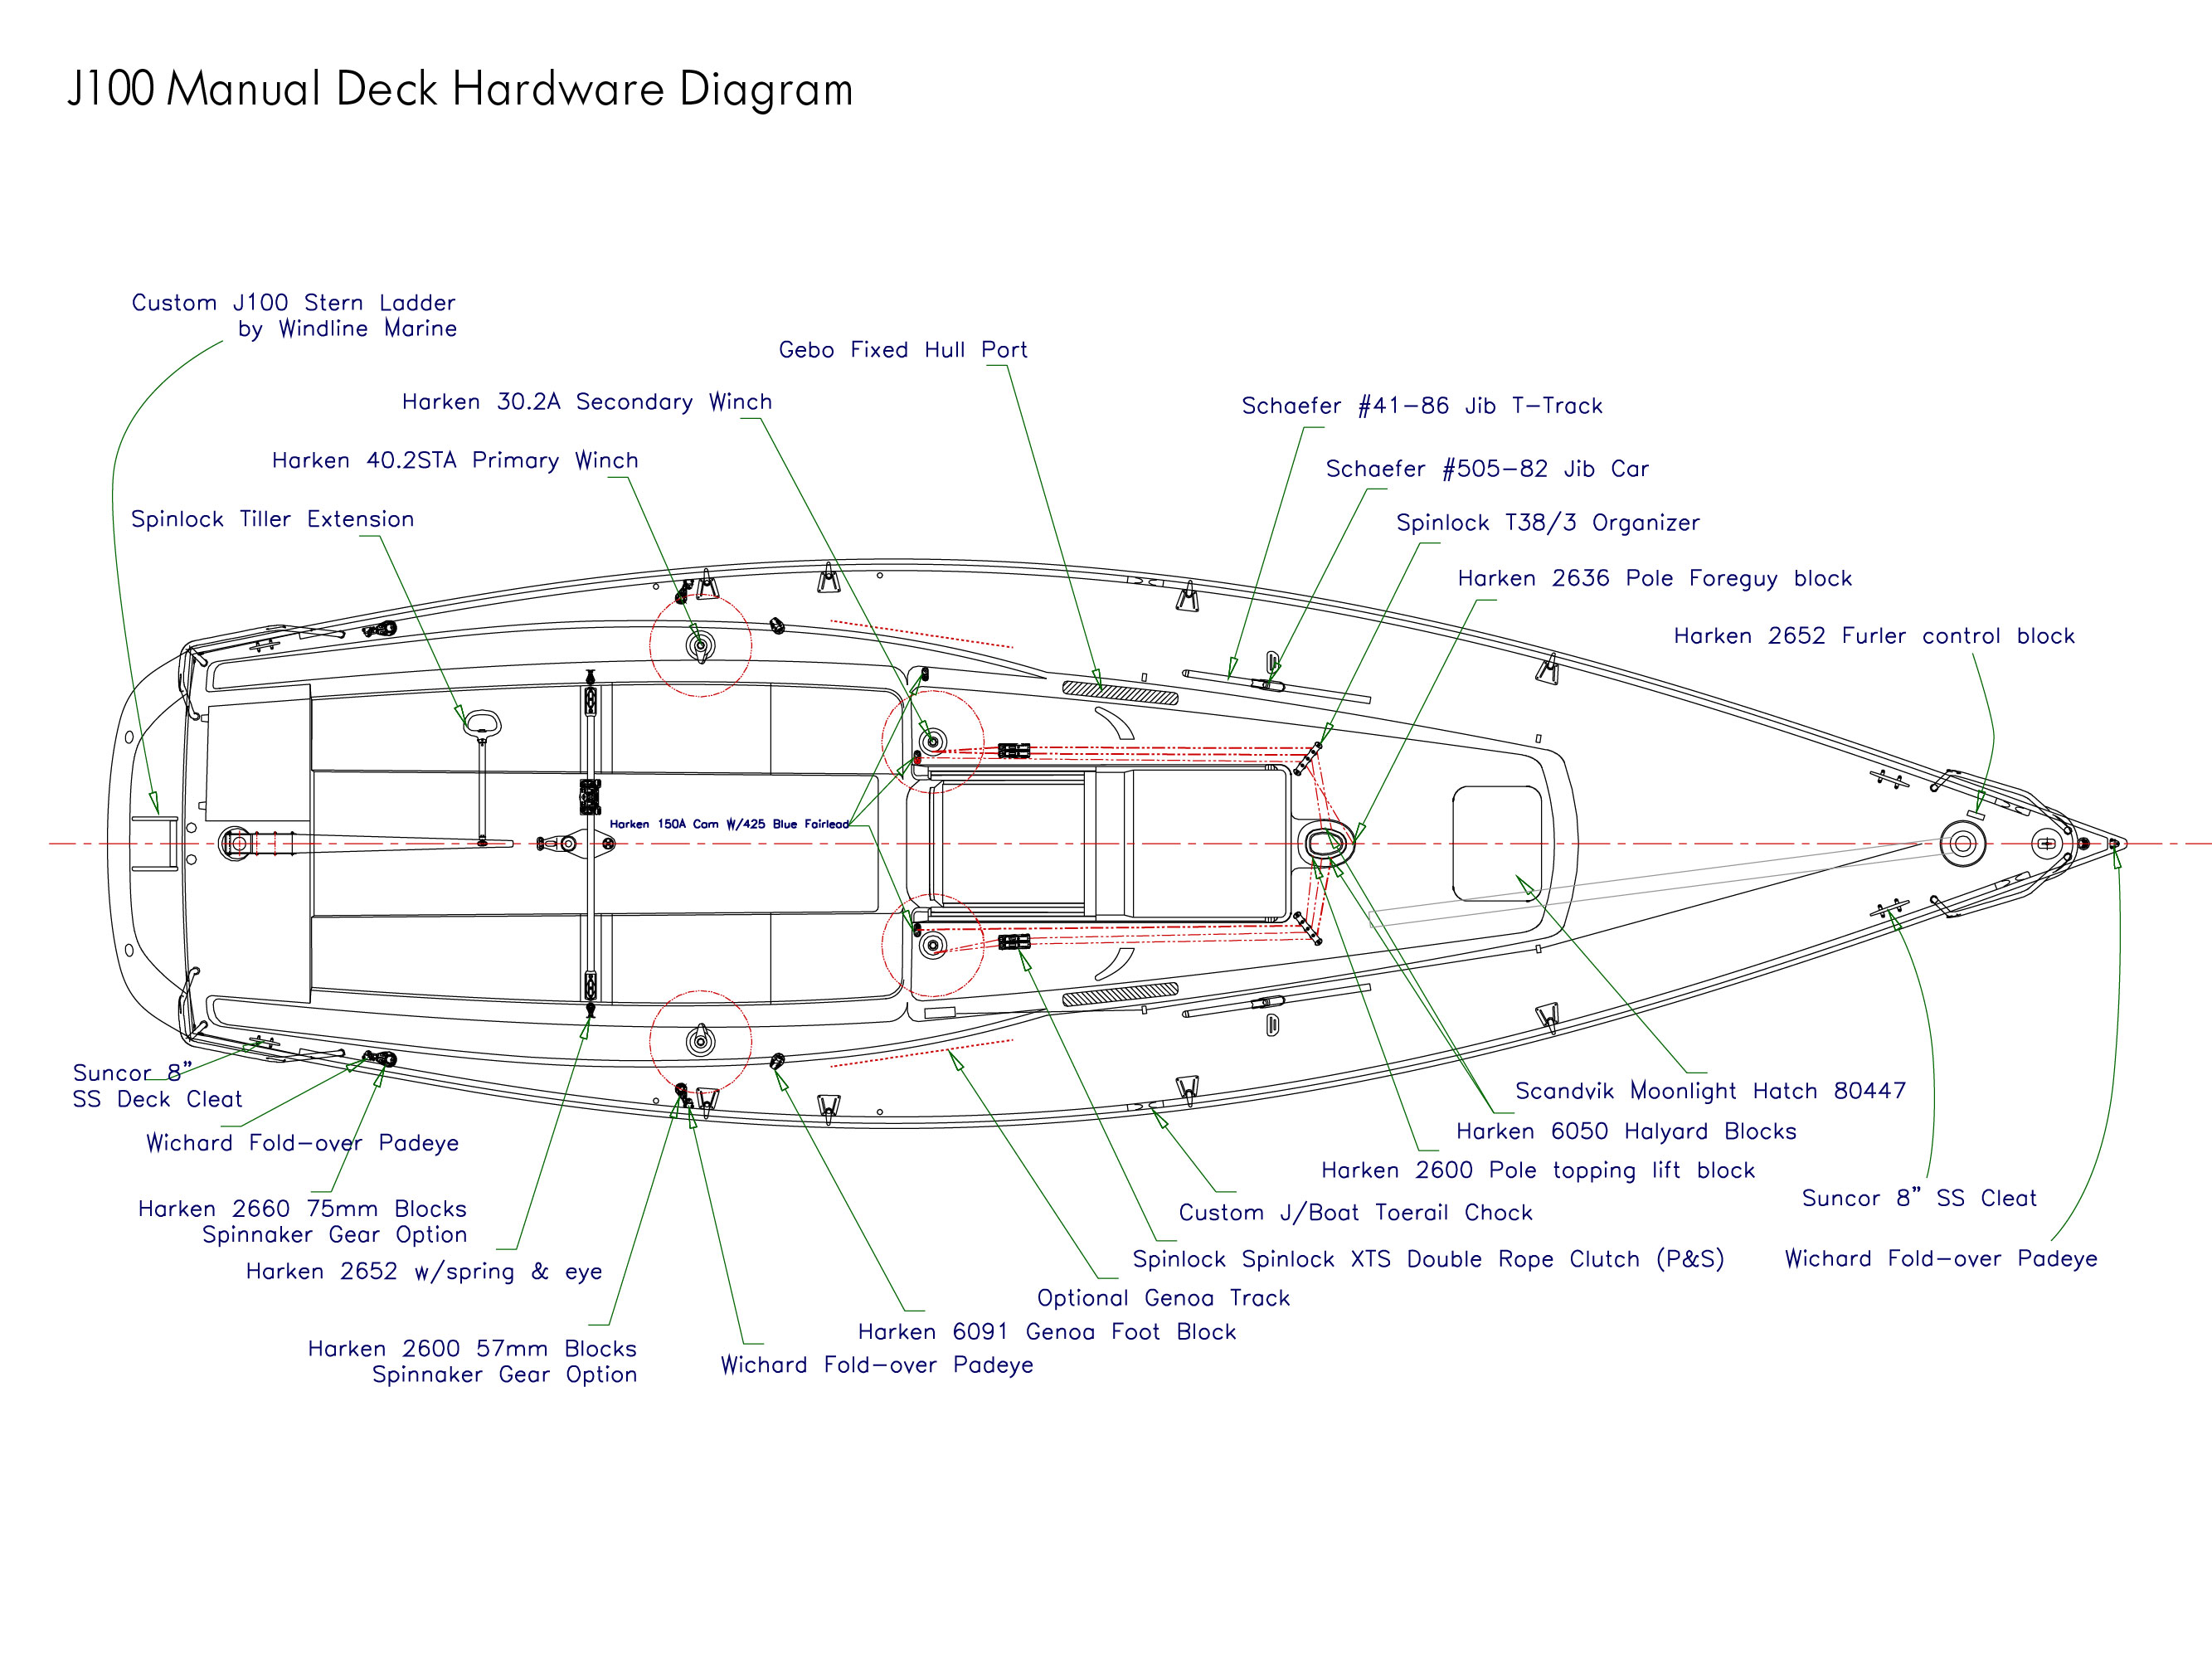 J100 Manual Deck Hardware Diagram
Custom J100 Stern Ladder
by Windline Marine
Gebo Fixed Hull Port
Harken 30.2A Secondary Winch
Schaefer #41-86 Jib T-Track
Harken 40.2STA Primary Winch
Schaefer #505-82 Jib Car
Spinlock Tiller Extension
Spinlock T38/3 Organizer
Harken 2636 Pole Foreguy block
Harken 2652 Furler control block
Harken 150A Cam W/425 Blue Fairlead
Suncor 8"
SS Deck Cleat
Scandvik Moonlight Hatch 80447
Wichard Fold-over Padeye
Harken 6050 Halyard Blocks
Harken 2600 Pole topping lift block
Suncor 8" SS Cleat
Harken 2660 75mm Blocks
Spinnaker Gear Option
Custom J/Boat Toerail Chock
Spinlock Spinlock XTS Double Rope Clutch (P&S)
Wichard Fold-over Padeye
Harken 2652 w/spring & eye
Optional Genoa Track
Harken 6091 Genoa Foot Block
Harken 2600 57mm Blocks
Spinnaker Gear Option
Wichard Fold-over Padeye